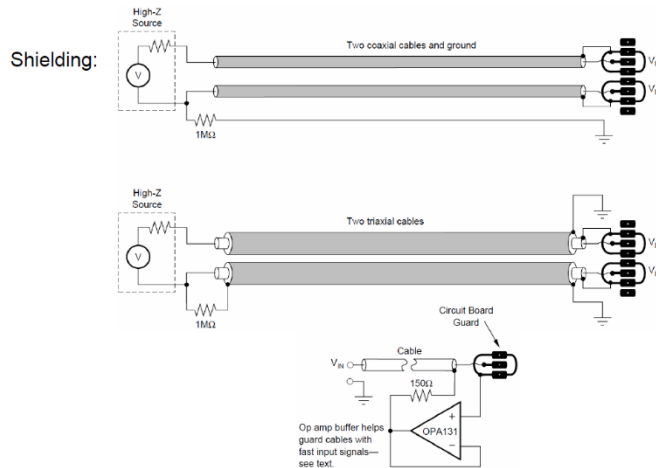 Shielding:
High-Z
Source
V
Two coaxial cables and ground
1MΩ
High-Z
Source
V
Two triaxial cables
1MΩ
Circuit Board
Guard
Cable
V_IN
150Ω
+
OPA131
−
Op amp buffer helps
guard cables with
fast input signals—
see text.